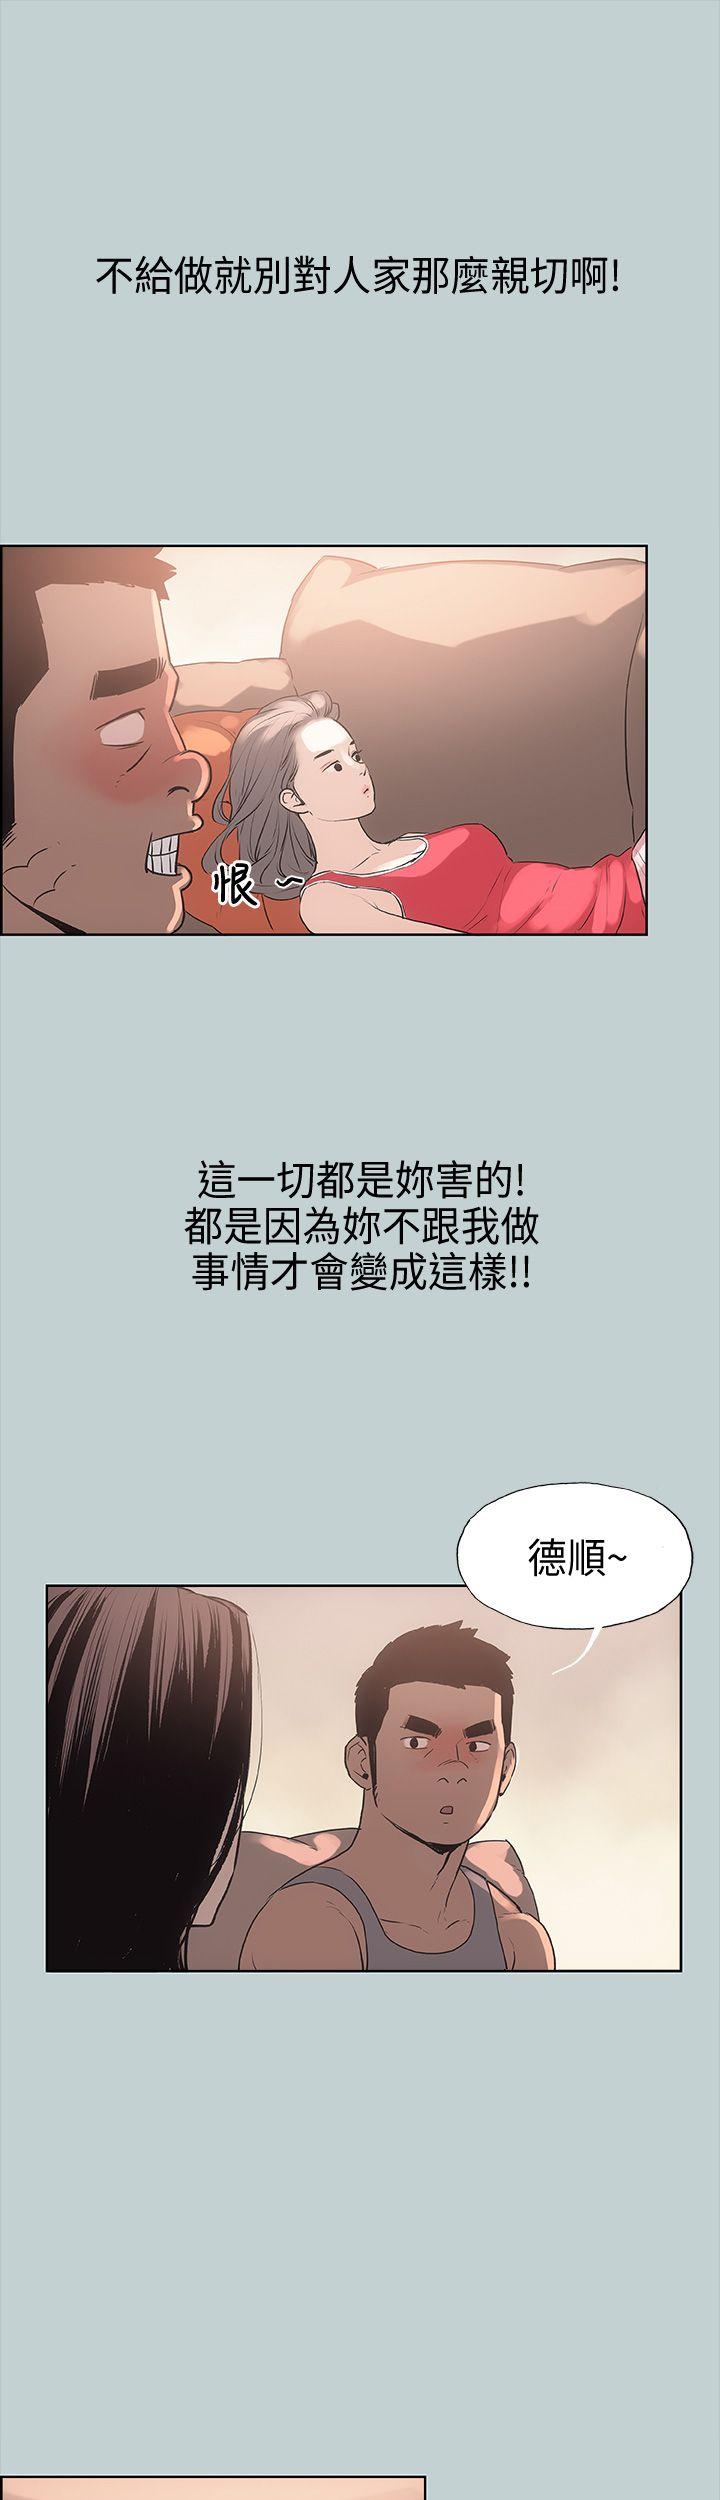 不給做就別對人家那麼親切啊!
恨~
這一切都是妳害的!
都是因為妳不跟我做
事情才會變成這樣!!
德順~